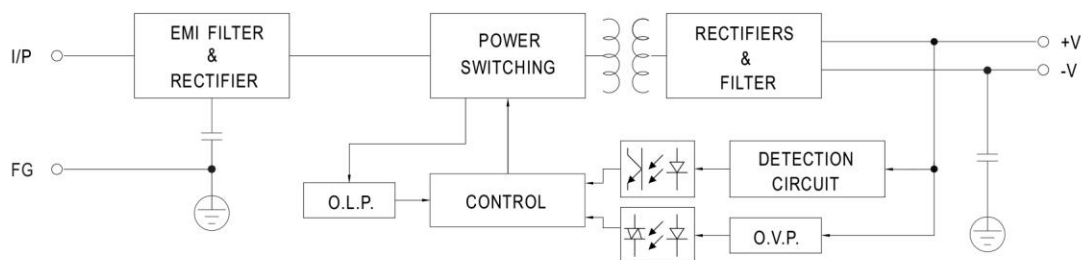 I/P
EMI FILTER
&
RECTIFIER
POWER
SWITCHING
RECTIFIERS
&
FILTER
+V
-V
FG
O.L.P.
CONTROL
DETECTION
CIRCUIT
O.V.P.